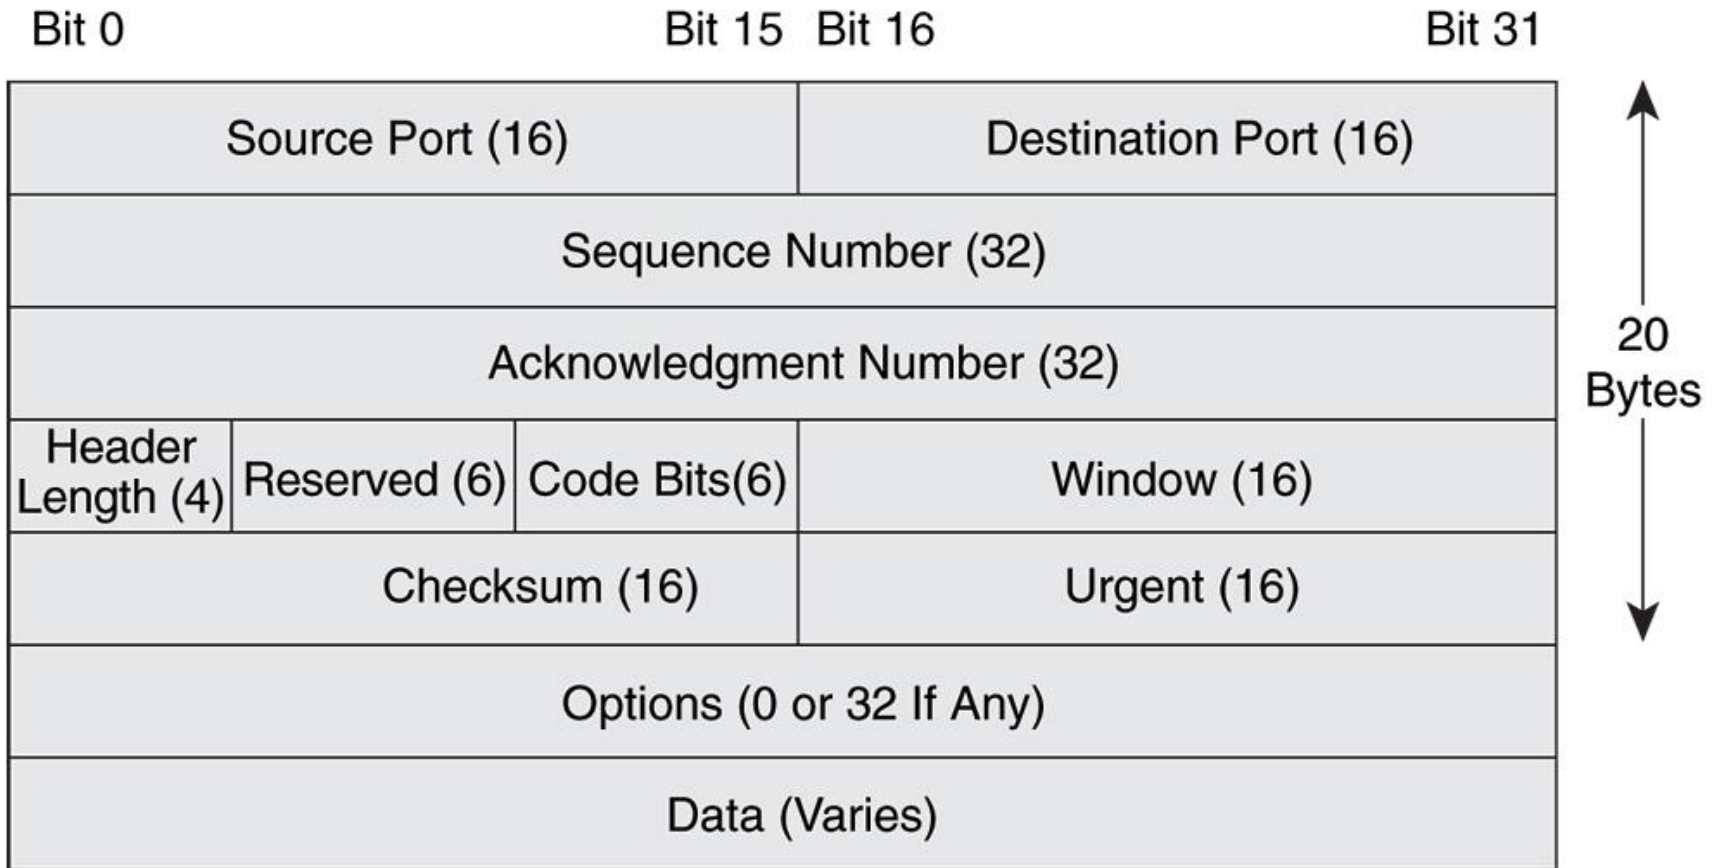 Bit 0 Bit 15 Bit 16 Bit 31
Source Port (16) Destination Port (16)
Sequence Number (32)
Acknowledgment Number (32)
20
Bytes
Header
Length (4) Reserved (6) Code Bits(6) Window (16)
Checksum (16) Urgent (16)
Options (0 or 32 If Any)
Data (Varies)